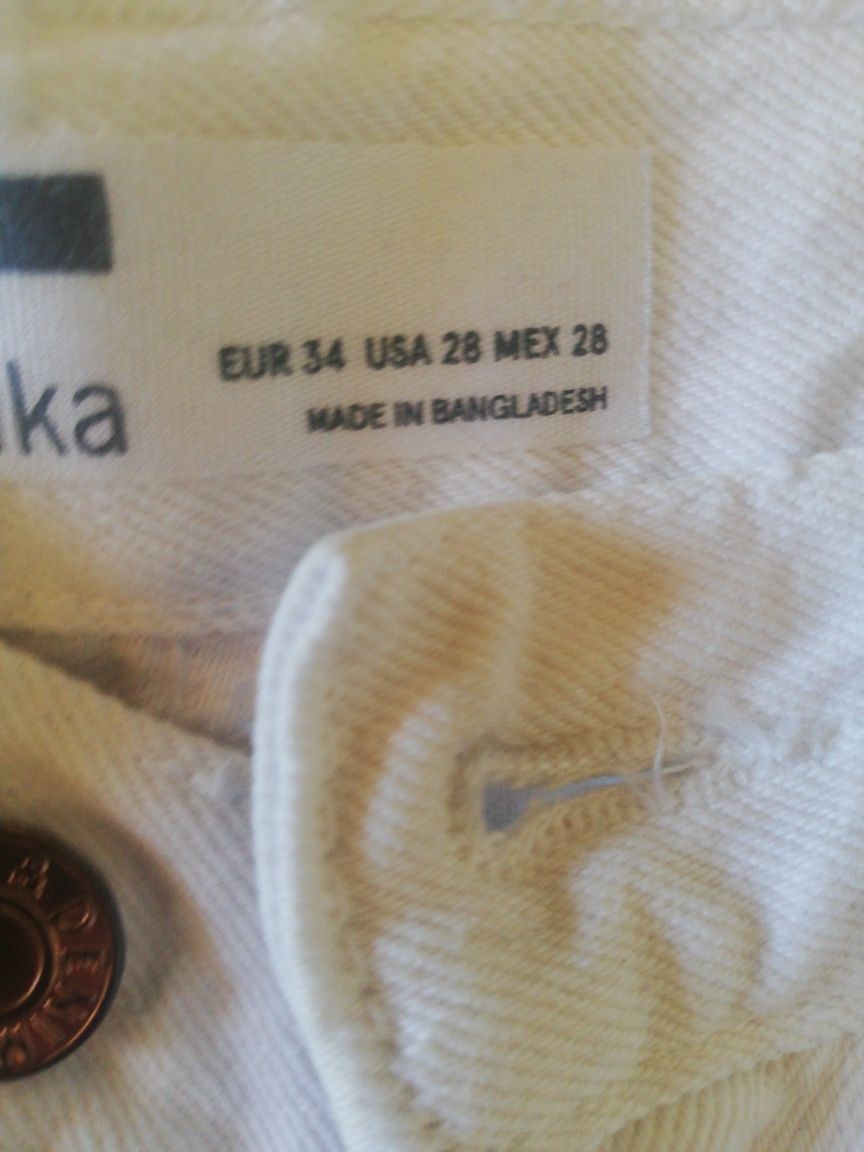 EUR 34 USA 28 MEX 28
MADE IN BANGLADESH
ka